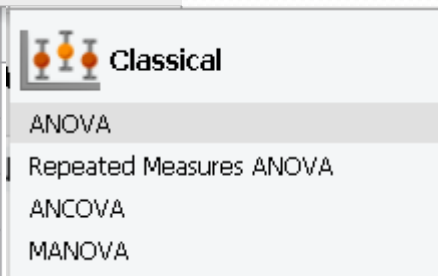 Classical
ANOVA
Repeated Measures ANOVA
ANCOVA
MANOVA